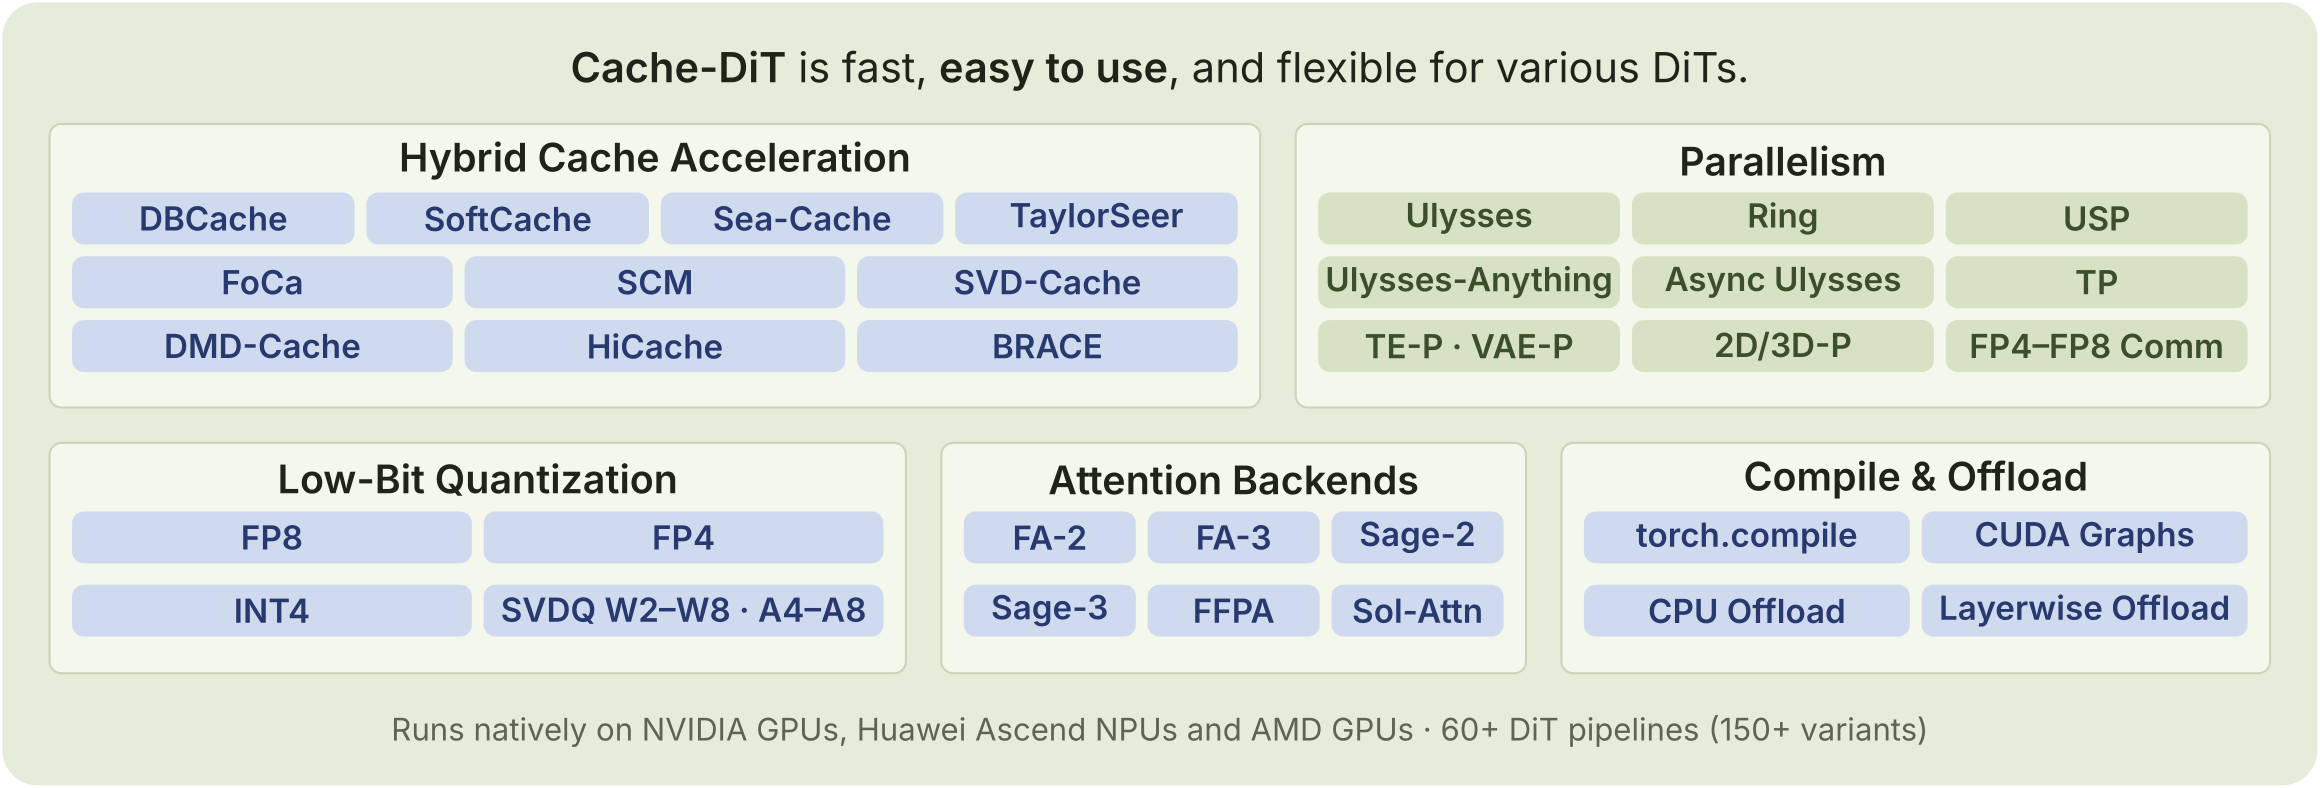 Cache-DiT is fast, easy to use, and flexible for various DiTs.
Hybrid Cache Acceleration
DBCache SoftCache Sea-Cache TaylorSeer
FoCa SCM SVD-Cache
DMD-Cache HiCache BRACE
Parallelism
Ulysses Ring USP
Ulysses-Anything Async Ulysses TP
TE-P · VAE-P 2D/3D-P FP4–FP8 Comm
Low-Bit Quantization
FP8 FP4
INT4 SVDQ W2–W8 · A4–A8
Attention Backends
FA-2 FA-3 Sage-2
Sage-3 FFPA Sol-Attn
Compile & Offload
torch.compile CUDA Graphs
CPU Offload Layerwise Offload
Runs natively on NVIDIA GPUs, Huawei Ascend NPUs and AMD GPUs · 60+ DiT pipelines (150+ variants)